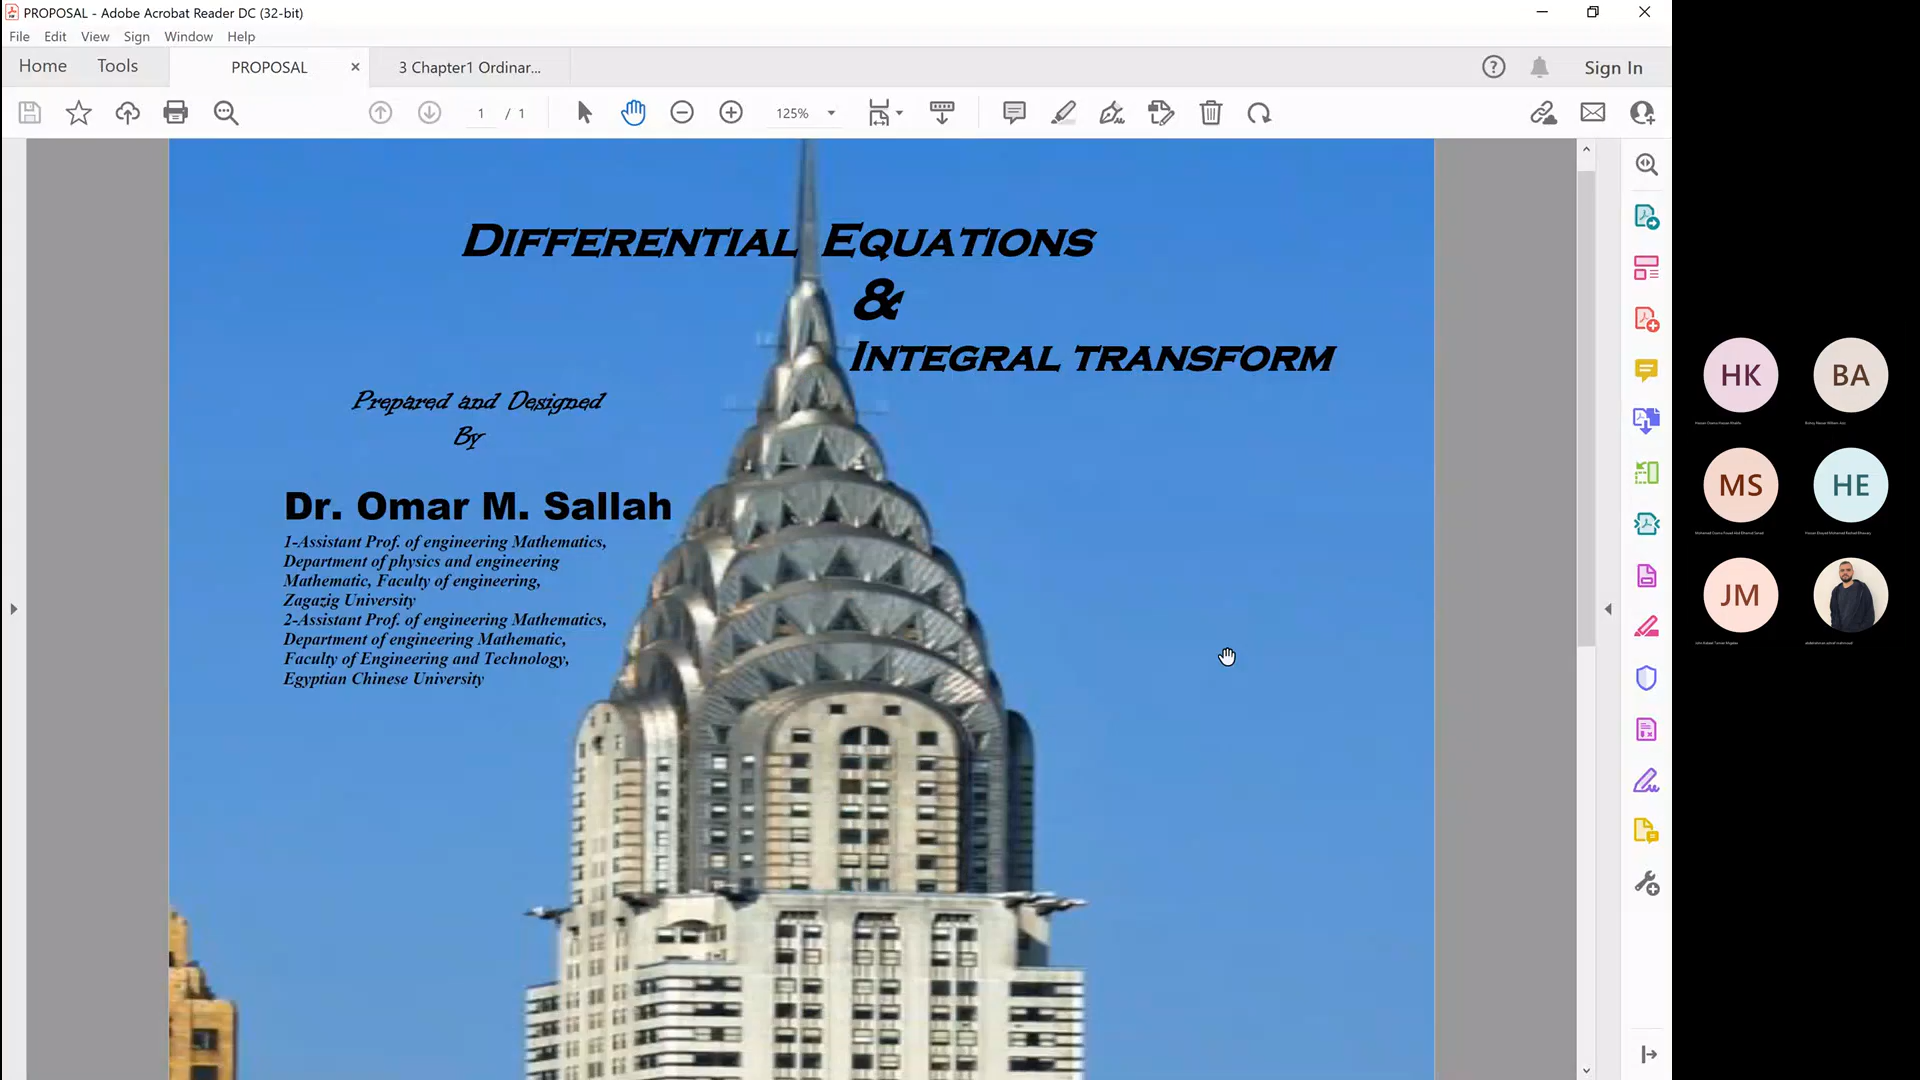 PROPOSAL - Adobe Acrobat Reader DC (32-bit)
File Edit View Sign Window Help
Home Tools PROPOSAL 3 Chapter1 Ordinar... Sign In
1 / 1 125%
DIFFERENTIAL EQUATIONS
&
INTEGRAL TRANSFORM
Prepared and Designed
By
Dr. Omar M. Sallah
1-Assistant Prof. of engineering Mathematics,
Department of physics and engineering
Mathematic, Faculty of engineering,
Zagazig University
2-Assistant Prof. of engineering Mathematics,
Department of engineering Mathematic,
Faculty of Engineering and Technology,
Egyptian Chinese University
HK BA
MS HE
JM